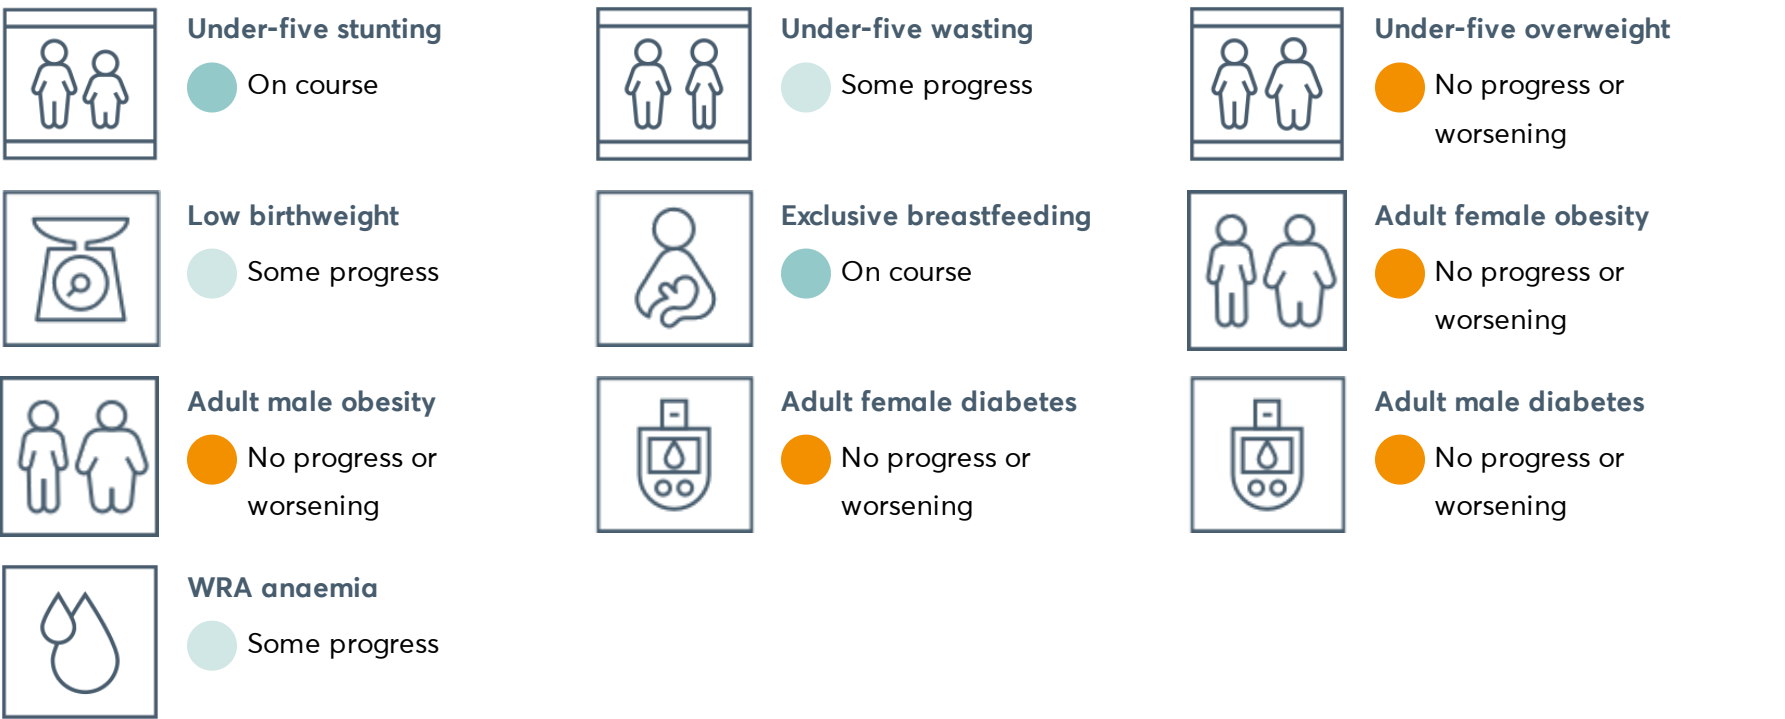 Under-five stunting
On course
Under-five wasting
Some progress
Under-five overweight
No progress or
worsening
Low birthweight
Some progress
Exclusive breastfeeding
On course
Adult female obesity
No progress or
worsening
Adult male obesity
No progress or
worsening
Adult female diabetes
No progress or
worsening
Adult male diabetes
No progress or
worsening
WRA anaemia
Some progress